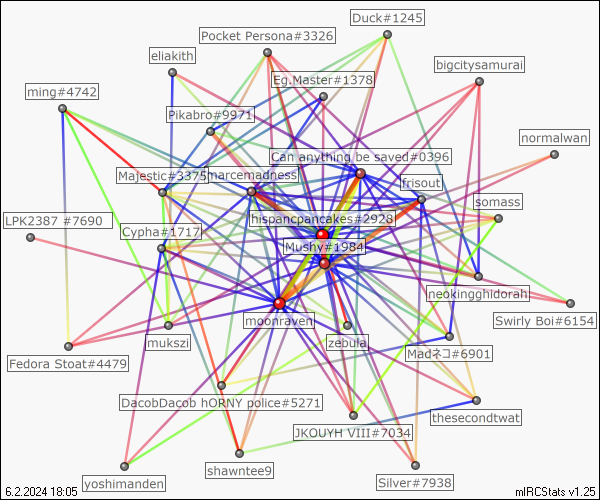 Duck#1245
Pocket Persona#3326
eliakith
bigcitysamurai
Eg.Master#1378
ming#4742
Pikabro#9971
normalwan
Can anything be saved#0396
Majestic#3375
marcemadness
frisout
somass
LPK2387 #7690
hispancpancakes#2928
Cypha#1717
Mushy#1984
neokingghidorah
Swirly Boi#6154
moonraven
mukszi
zebula
Madネコ#6901
Fedora Stoat#4479
DacobDacob hORNY police#5271
thesecondtwat
JKOUYH VIII#7034
shawntee9
yoshimanden
Silver#7938
6.2.2024 18:05
mIRCStats v1.25